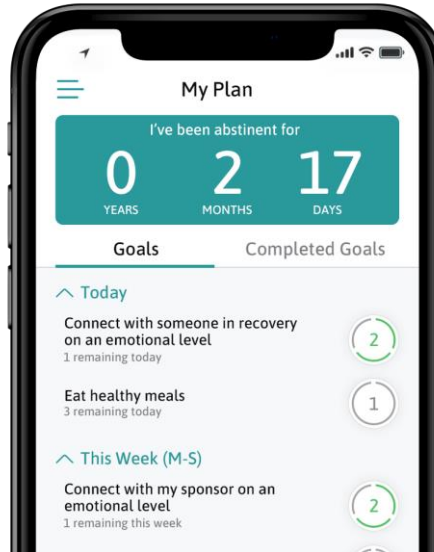 My Plan
I've been abstinent for
0 2 17
YEARS MONTHS DAYS
Goals Completed Goals
Today
Connect with someone in recovery
on an emotional level
1 remaining today
2
Eat healthy meals
3 remaining today
1
This Week (M-S)
Connect with my sponsor on an
emotional level
1 remaining this week
2